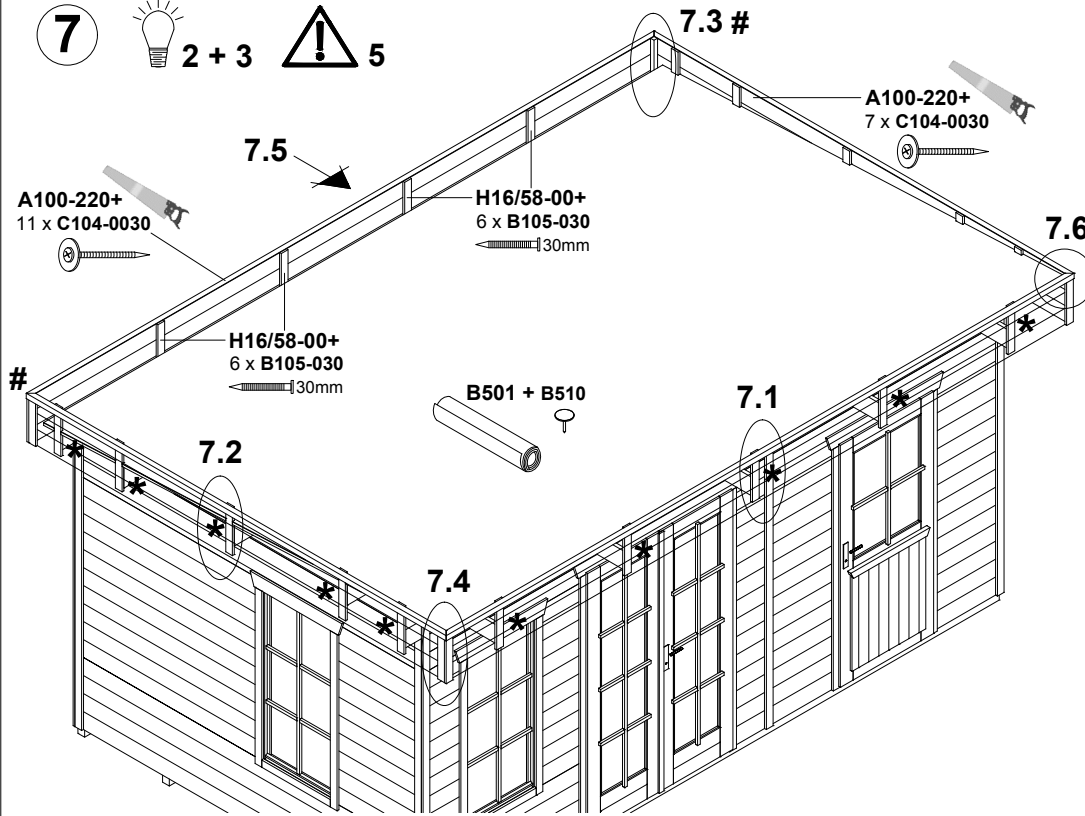 7
2 + 3
5
7.3 #
A100-220+
7 x C104-0030
7.5
A100-220+
11 x C104-0030
H16/58-00+
6 x B105-030
30mm
7.6
H16/58-00+
6 x B105-030
30mm
#
B501 + B510
7.1
7.2
7.4
*
*
*
*
*
*
*
*
*
*